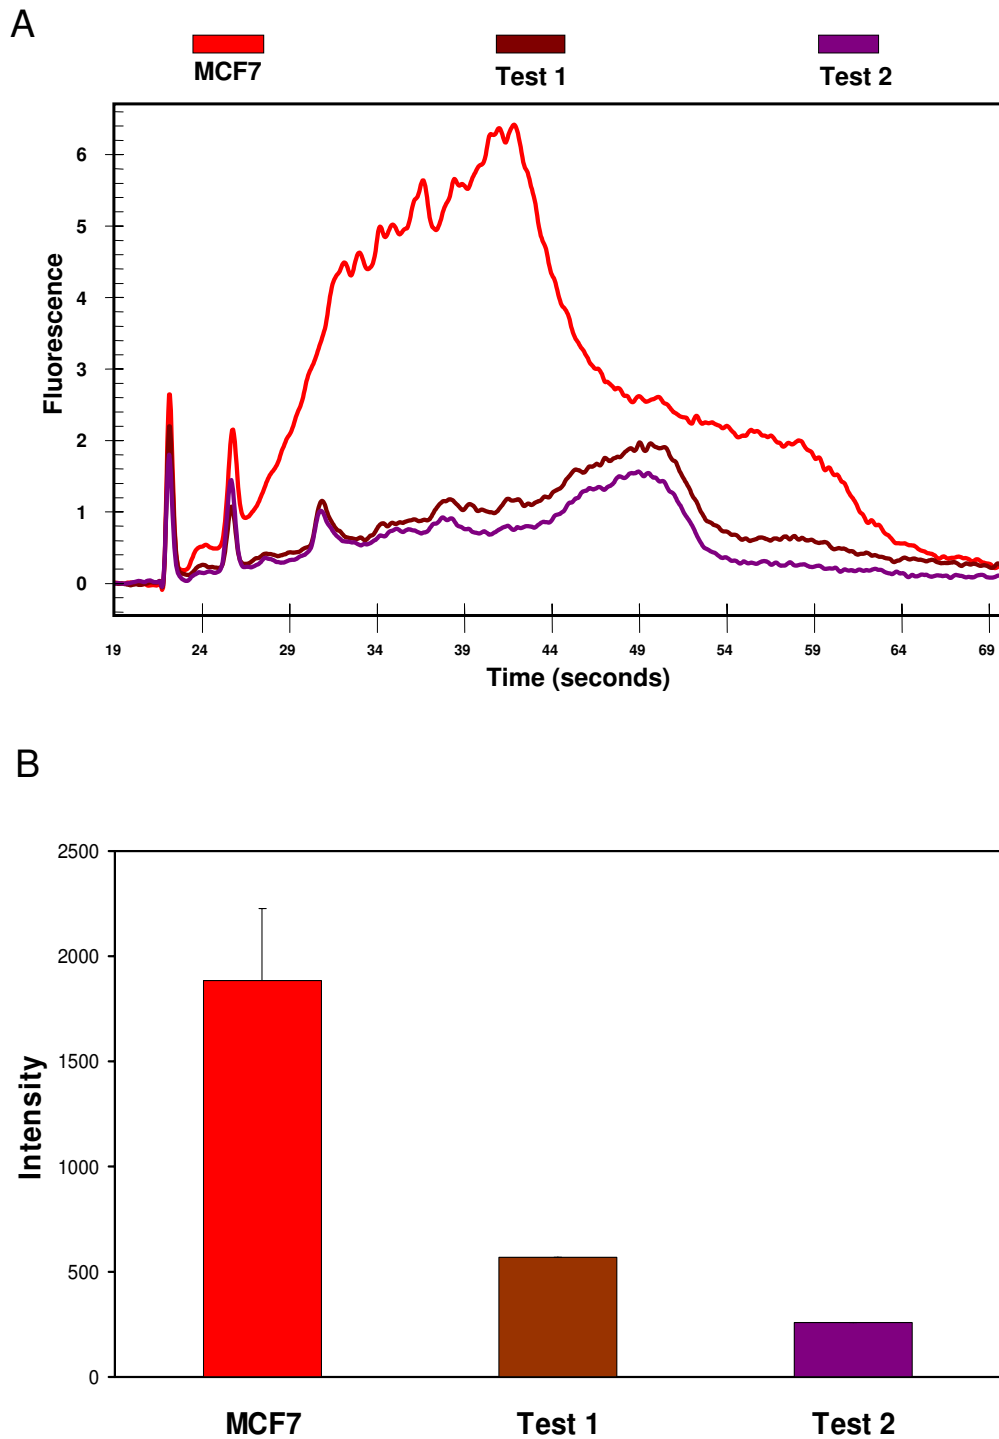 A
MCF7
Test 1
Test 2
6
5
4
3
2
1
0
Fluorescence
19 24 29 34 39 44 49 54 59 64 69
Time (seconds)
B
2500
2000
1500
1000
500
0
Intensity
MCF7 Test 1 Test 2